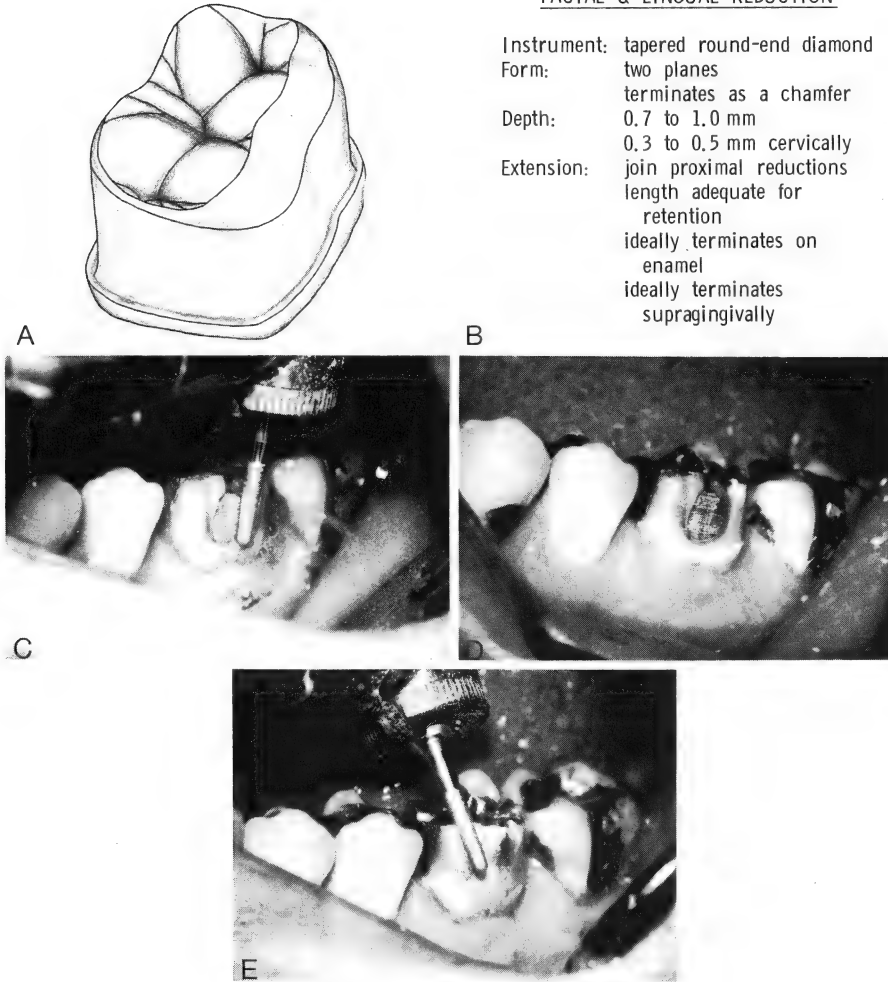 FACIAL & LINGUAL REDUCTION
Instrument: tapered round-end diamond
Form: two planes
terminates as a chamfer
Depth: 0.7 to 1.0 mm
0.3 to 0.5 mm cervically
Extension: join proximal reductions
length adequate for
retention
ideally terminates on
enamel
ideally terminates
supragingivally
A
B
C
D
E